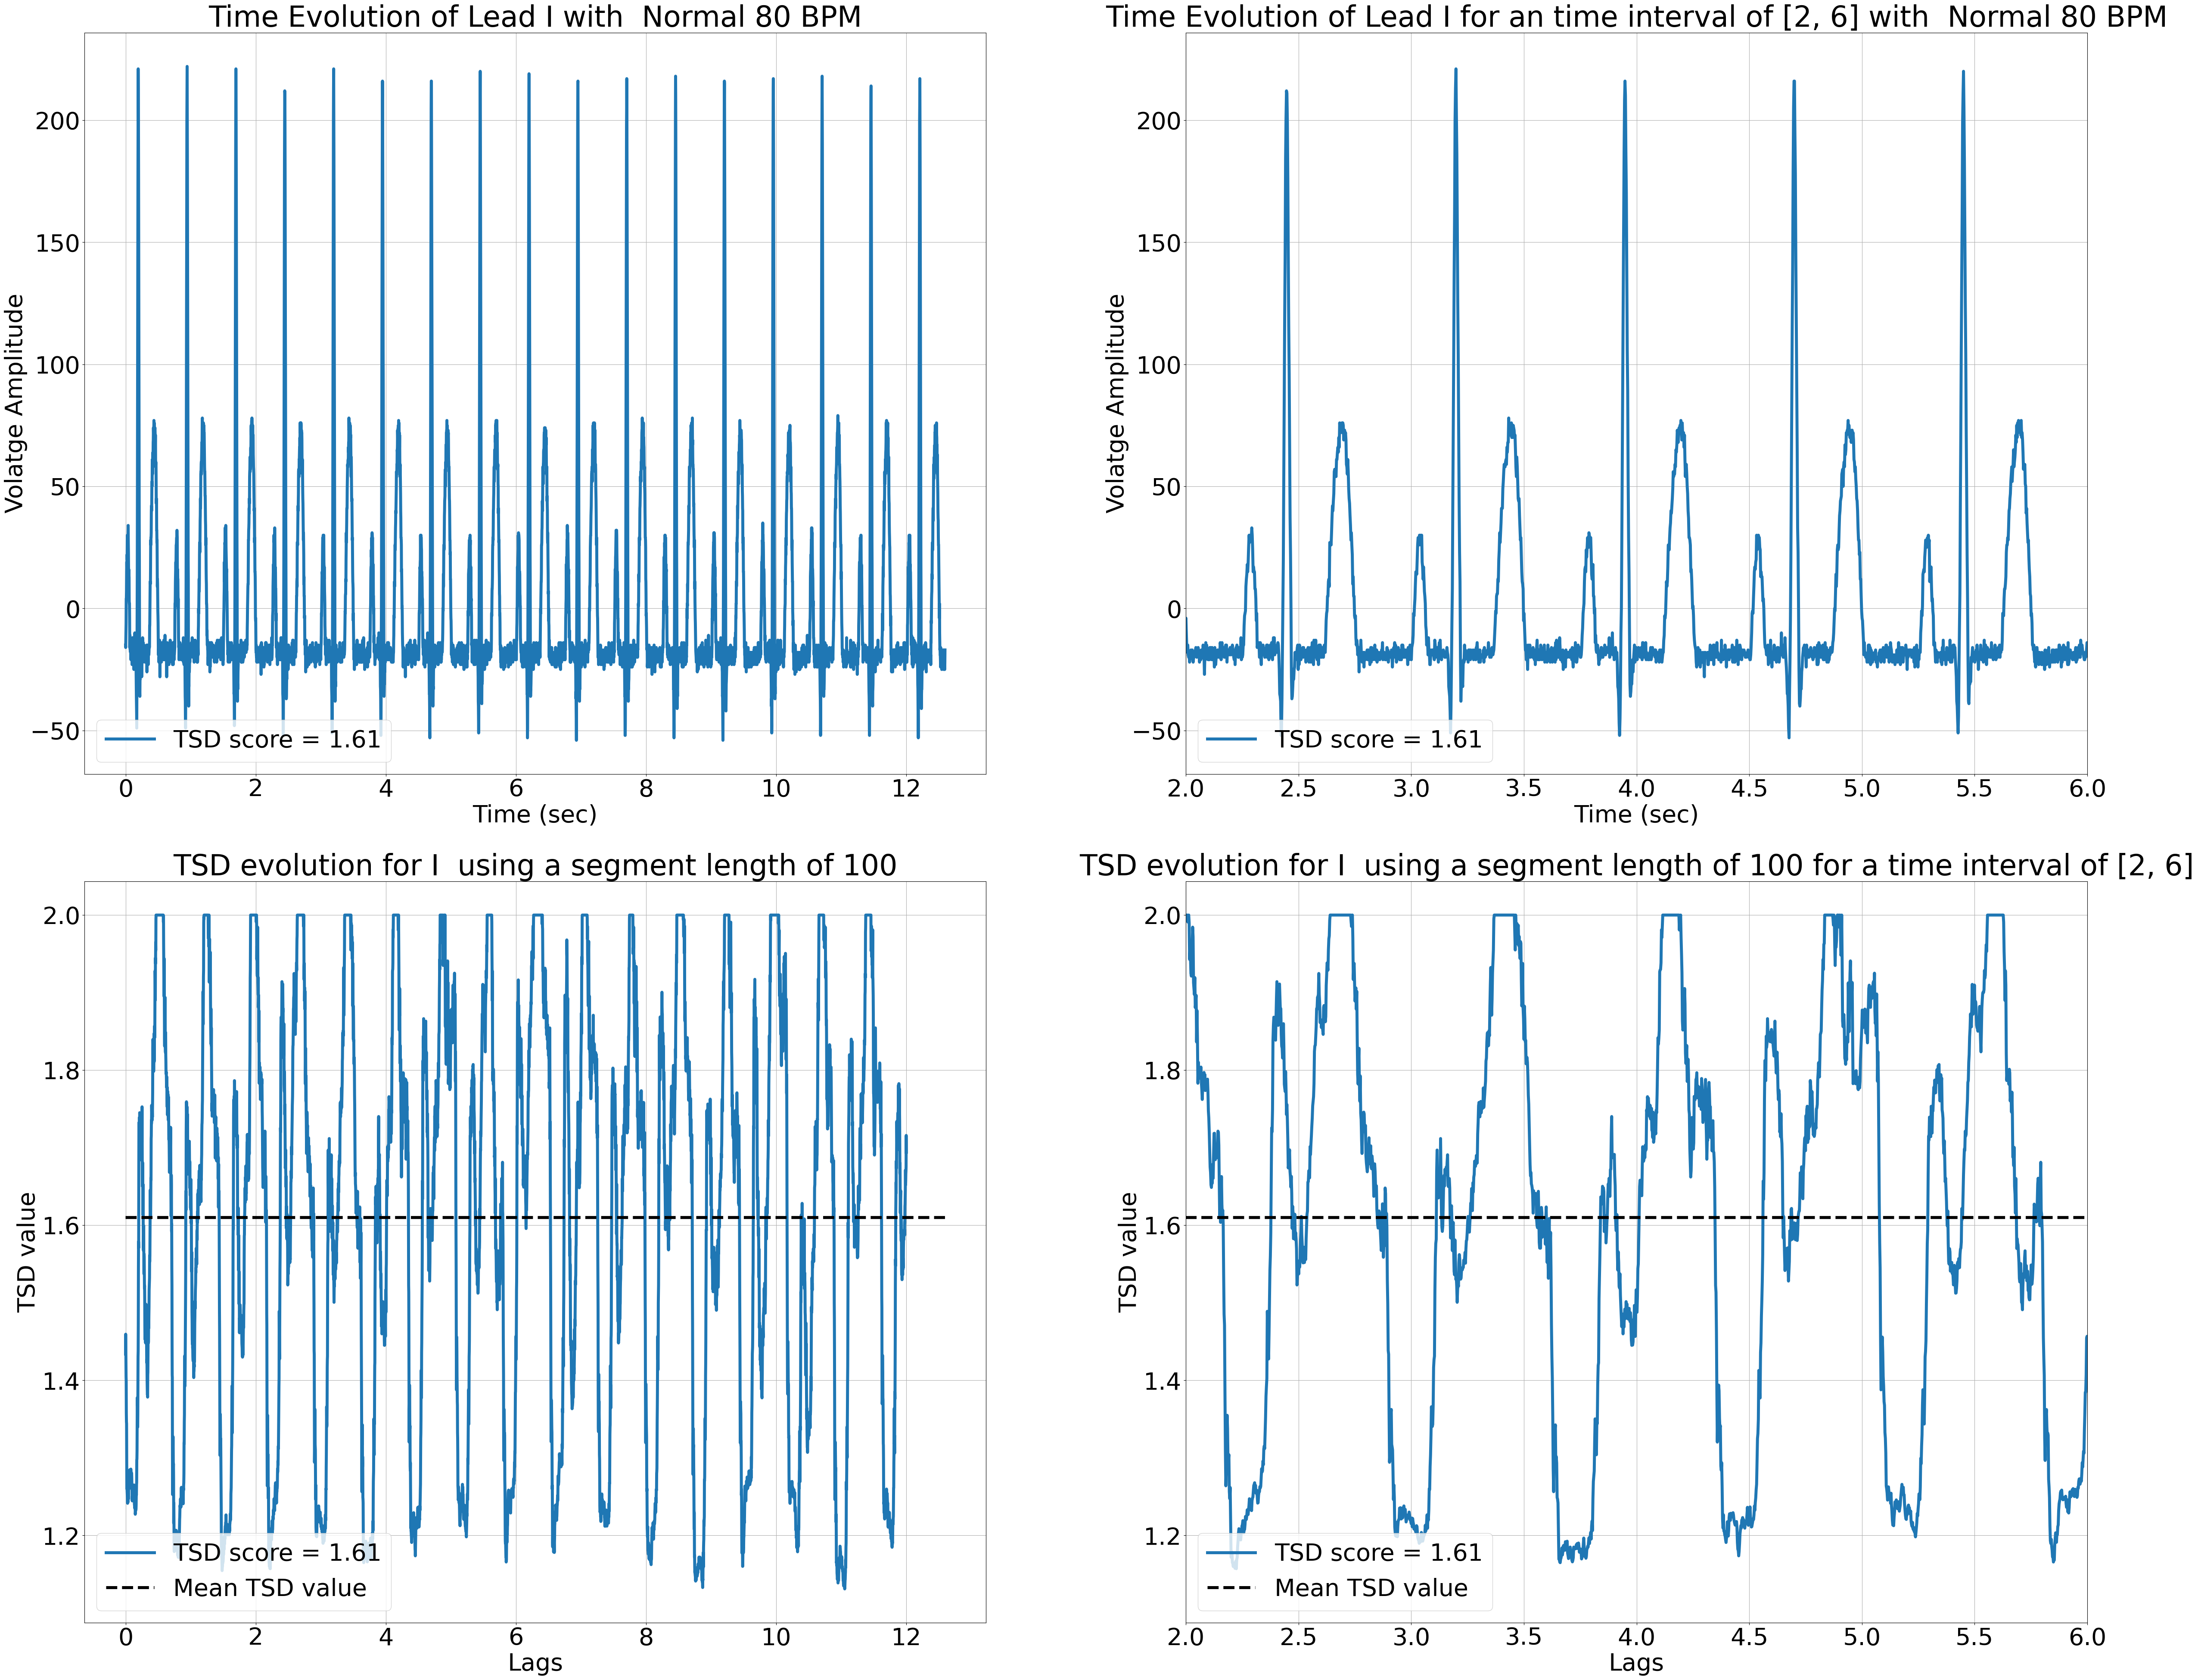 Time Evolution of Lead I with  Normal 80 BPM
Volatge Amplitude
200
150
100
50
0
−50
TSD score = 1.61
0 2 4 6 8 10 12
Time (sec)
Time Evolution of Lead I for an time interval of [2, 6] with  Normal 80 BPM
Volatge Amplitude
200
150
100
50
0
−50
TSD score = 1.61
2.0 2.5 3.0 3.5 4.0 4.5 5.0 5.5 6.0
Time (sec)
TSD evolution for I  using a segment length of 100
TSD value
2.0
1.8
1.6
1.4
1.2
TSD score = 1.61
Mean TSD value
0 2 4 6 8 10 12
Lags
TSD evolution for I  using a segment length of 100 for a time interval of [2, 6]
TSD value
2.0
1.8
1.6
1.4
1.2
TSD score = 1.61
Mean TSD value
2.0 2.5 3.0 3.5 4.0 4.5 5.0 5.5 6.0
Lags